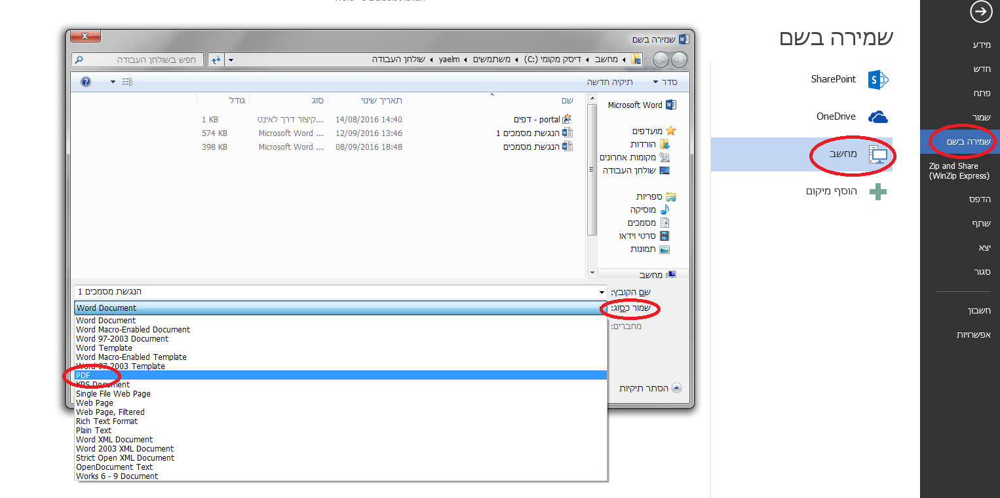 שמירה בשם
מידע
חדש
פתח
שמור
שמירה בשם
Zip and Share
(WinZip Express)
הדפס
שתף
יצא
סגור
חשבון
אפשרויות
SharePoint
OneDrive
מחשב
הוסף מיקום
שמירה בשם
מחשב דיסק מקומי (C:) משתמשים yaelm שולחן העבודה
חפש בשולחן העבודה
סדר תיקיה חדשה
Microsoft Word
מועדפים
הורדות
מקומות אחרונים
שולחן העבודה
ספריות
מוסיקה
מסמכים
סרטי וידאו
תמונות
מחשב
שם תאריך שינוי סוג גודל
portal - דפים 14/08/2016 14:40 קיצור דרך לאינט... 1 KB
הנגשת מסמכים 1 12/09/2016 13:46 Microsoft Word ... 574 KB
הנגשת מסמכים 08/09/2016 18:48 Microsoft Word ... 398 KB
שם הקובץ: הנגשת מסמכים 1
שמור כסוג: Word Document
מחברים:
Word Document
Word Macro-Enabled Document
Word 97-2003 Document
Word Template
Word Macro-Enabled Template
Word 97-2003 Template
PDF
XPS Document
Single File Web Page
Web Page
Web Page, Filtered
Rich Text Format
Plain Text
Word XML Document
Word 2003 XML Document
Strict Open XML Document
OpenDocument Text
Works 6 - 9 Document
הסתר תיקיות